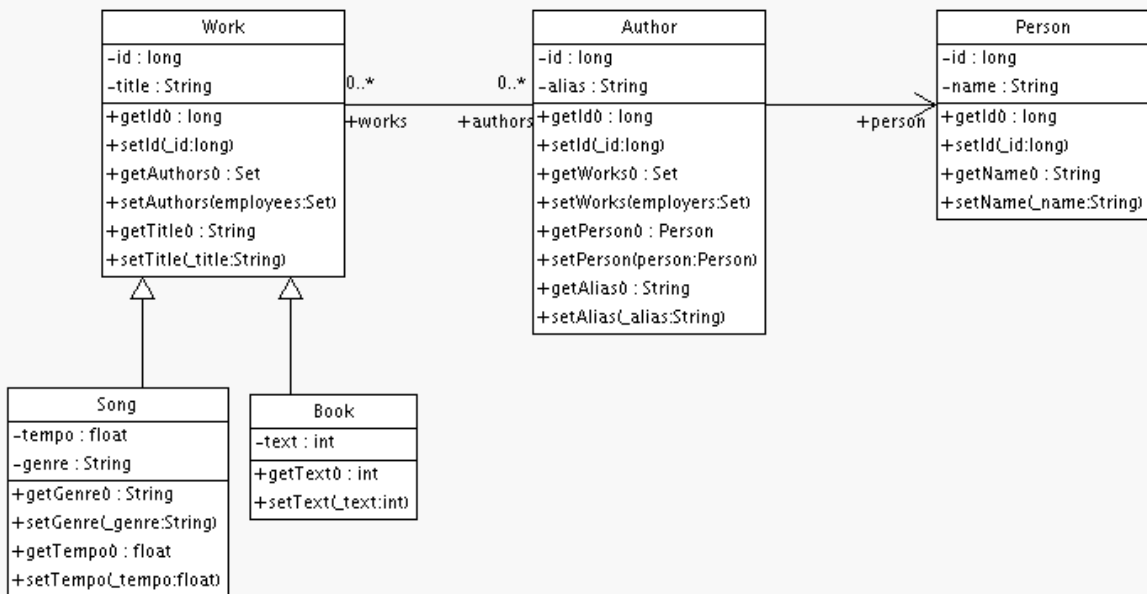 Work
-id : long
-title : String
+getId() : long
+setId(_id:long)
+getAuthors() : Set
+setAuthors(employees:Set)
+getTitle() : String
+setTitle(_title:String)
0..*
+works
0..*
+authors
Author
-id : long
-alias : String
+getId() : long
+setId(_id:long)
+getWorks() : Set
+setWorks(employers:Set)
+getPerson() : Person
+setPerson(person:Person)
+getAlias() : String
+setAlias(_alias:String)
+person
Person
-id : long
-name : String
+getId() : long
+setId(_id:long)
+getName() : String
+setName(_name:String)
Song
-tempo : float
-genre : String
+getGenre() : String
+setGenre(_genre:String)
+getTempo() : float
+setTempo(_tempo:float)
Book
-text : int
+getText() : int
+setText(_text:int)